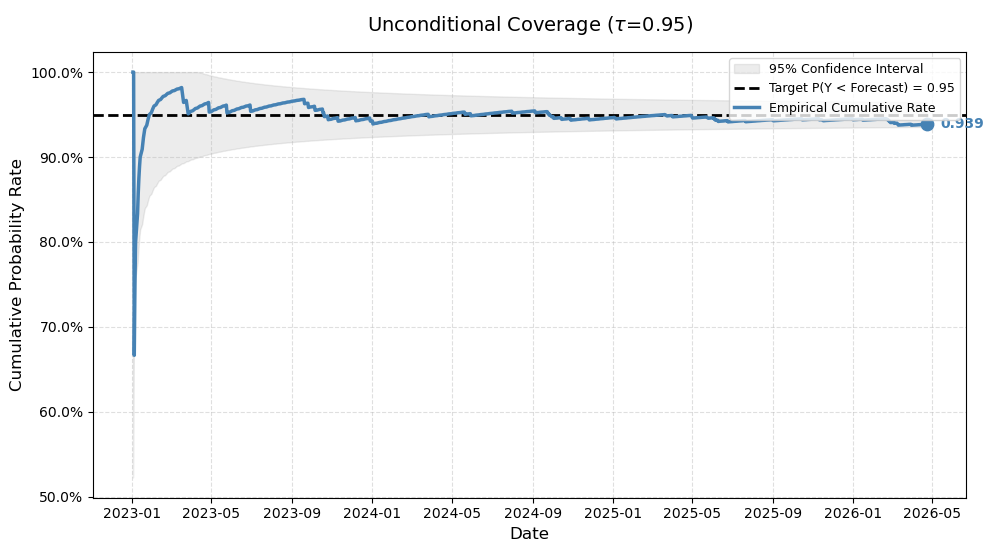 Unconditional Coverage (τ=0.95)
100.0%
90.0%
80.0%
70.0%
60.0%
50.0%
Cumulative Probability Rate
95% Confidence Interval
Target P(Y < Forecast) = 0.95
Empirical Cumulative Rate
0.939
2023-01 2023-05 2023-09 2024-01 2024-05 2024-09 2025-01 2025-05 2025-09 2026-01 2026-05
Date